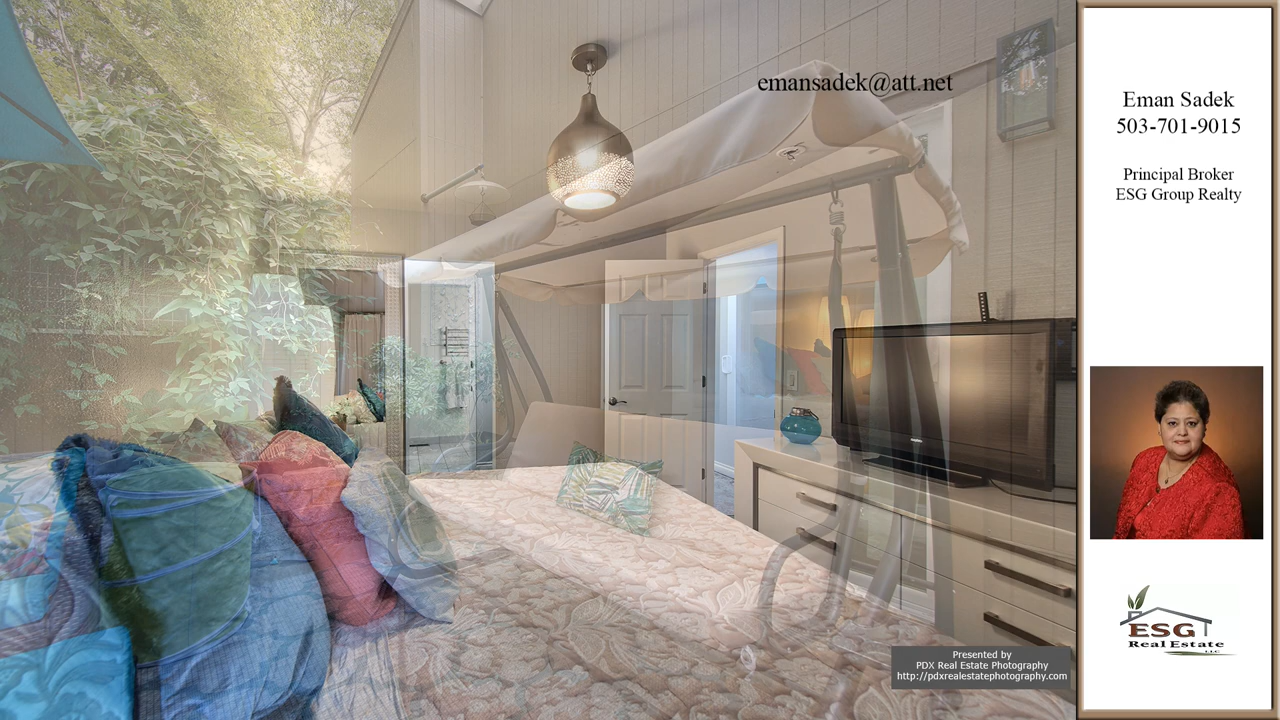 emansadek@att.net
Eman Sadek
503-701-9015
Principal Broker
ESG Group Realty
ESG
Real Estate
LLC
Presented by
PDX Real Estate Photography
http://pdxrealestatephotography.com